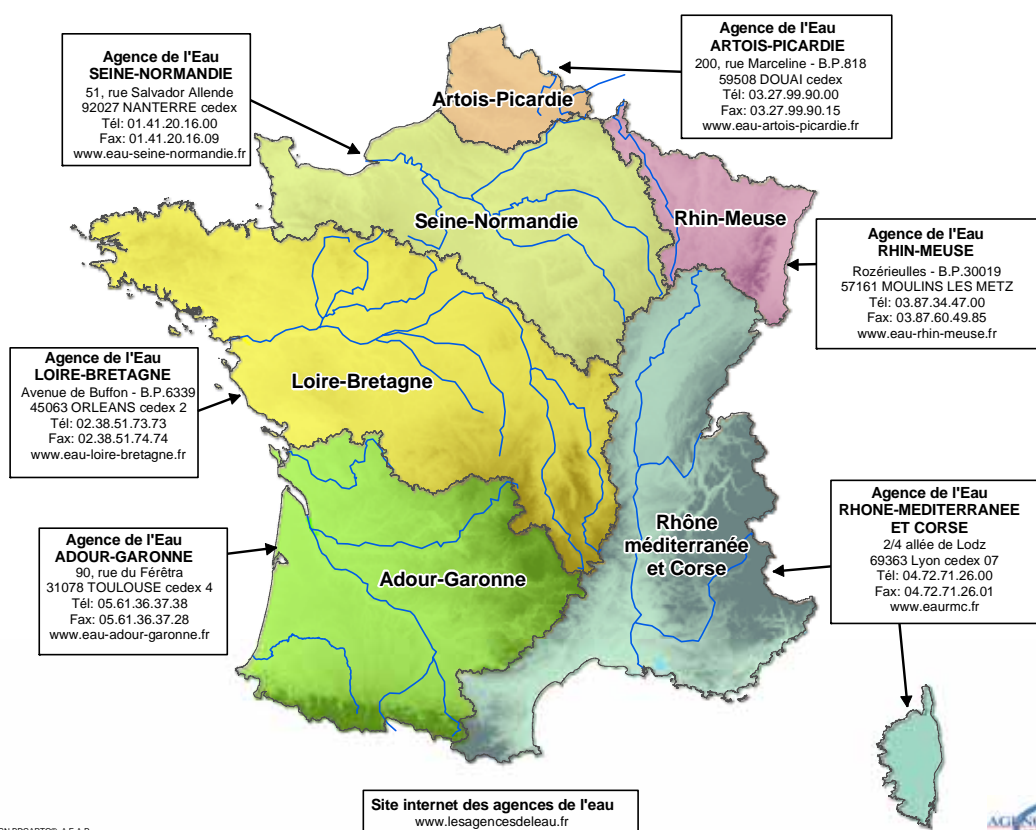 Agence de l'Eau
SEINE-NORMANDIE
51, rue Salvador Allende
92027 NANTERRE cedex
Tél: 01.41.20.16.00
Fax: 01.41.20.16.09
www.eau-seine-normandie.fr
Agence de l'Eau
ARTOIS-PICARDIE
200, rue Marceline - B.P.818
59508 DOUAI cedex
Tél: 03.27.99.90.00
Fax: 03.27.99.90.15
www.eau-artois-picardie.fr
Artois-Picardie
Seine-Normandie
Rhin-Meuse
Agence de l'Eau
RHIN-MEUSE
Rozérieulles - B.P.30019
57161 MOULINS LES METZ
Tél: 03.87.34.47.00
Fax: 03.87.60.49.85
www.eau-rhin-meuse.fr
Agence de l'Eau
LOIRE-BRETAGNE
Avenue de Buffon - B.P.6339
45063 ORLEANS cedex 2
Tél: 02.38.51.73.73
Fax: 02.38.51.74.74
www.eau-loire-bretagne.fr
Loire-Bretagne
Agence de l'Eau
RHONE-MEDITERRANEE
ET CORSE
2/4 allée de Lodz
69363 Lyon cedex 07
Tél: 04.72.71.26.00
Fax: 04.72.71.26.01
www.eaurmc.fr
Rhône
méditerranée
et Corse
Agence de l'Eau
ADOUR-GARONNE
90, rue du Férêtra
31078 TOULOUSE cedex 4
Tél: 05.61.36.37.38
Fax: 05.61.36.37.28
www.eau-adour-garonne.fr
Adour-Garonne
Site internet des agences de l'eau
www.lesagencesdeleau.fr